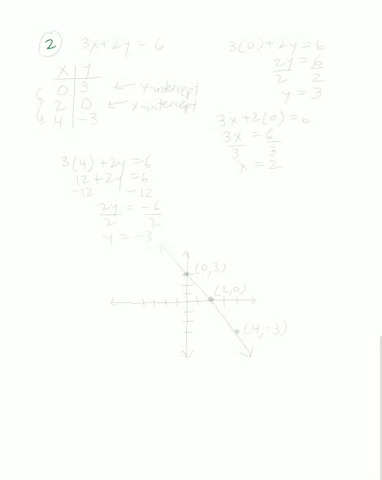 2 3x + 2y = 6
x y
0 3 ← y-intercept
2 0 ← x-intercept
4 -3
3(0) + 2y = 6
2y = 6
2 2
y = 3
3x + 2(0) = 6
3x = 6
3 3
x = 2
3(4) + 2y = 6
12 + 2y = 6
-12 -12
2y = -6
2 2
y = -3
(0,3)
(2,0)
(4,-3)